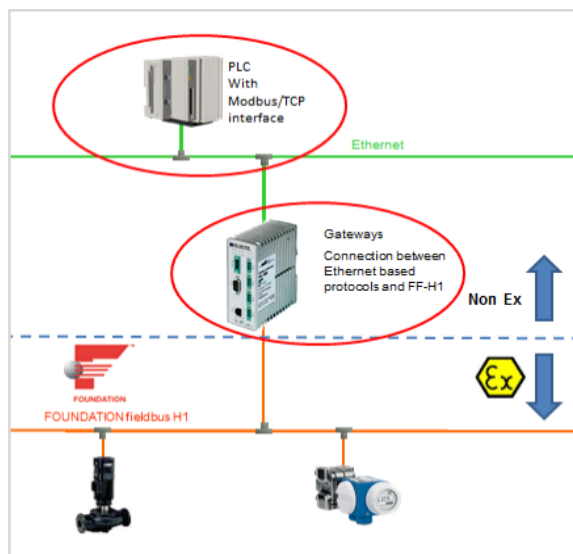 PLC
With
Modbus/TCP
interface
Ethernet
Gateways
Connection between
Ethernet based
protocols and FF-H1
Non Ex
Ex
FOUNDATION
FOUNDATION fieldbus H1